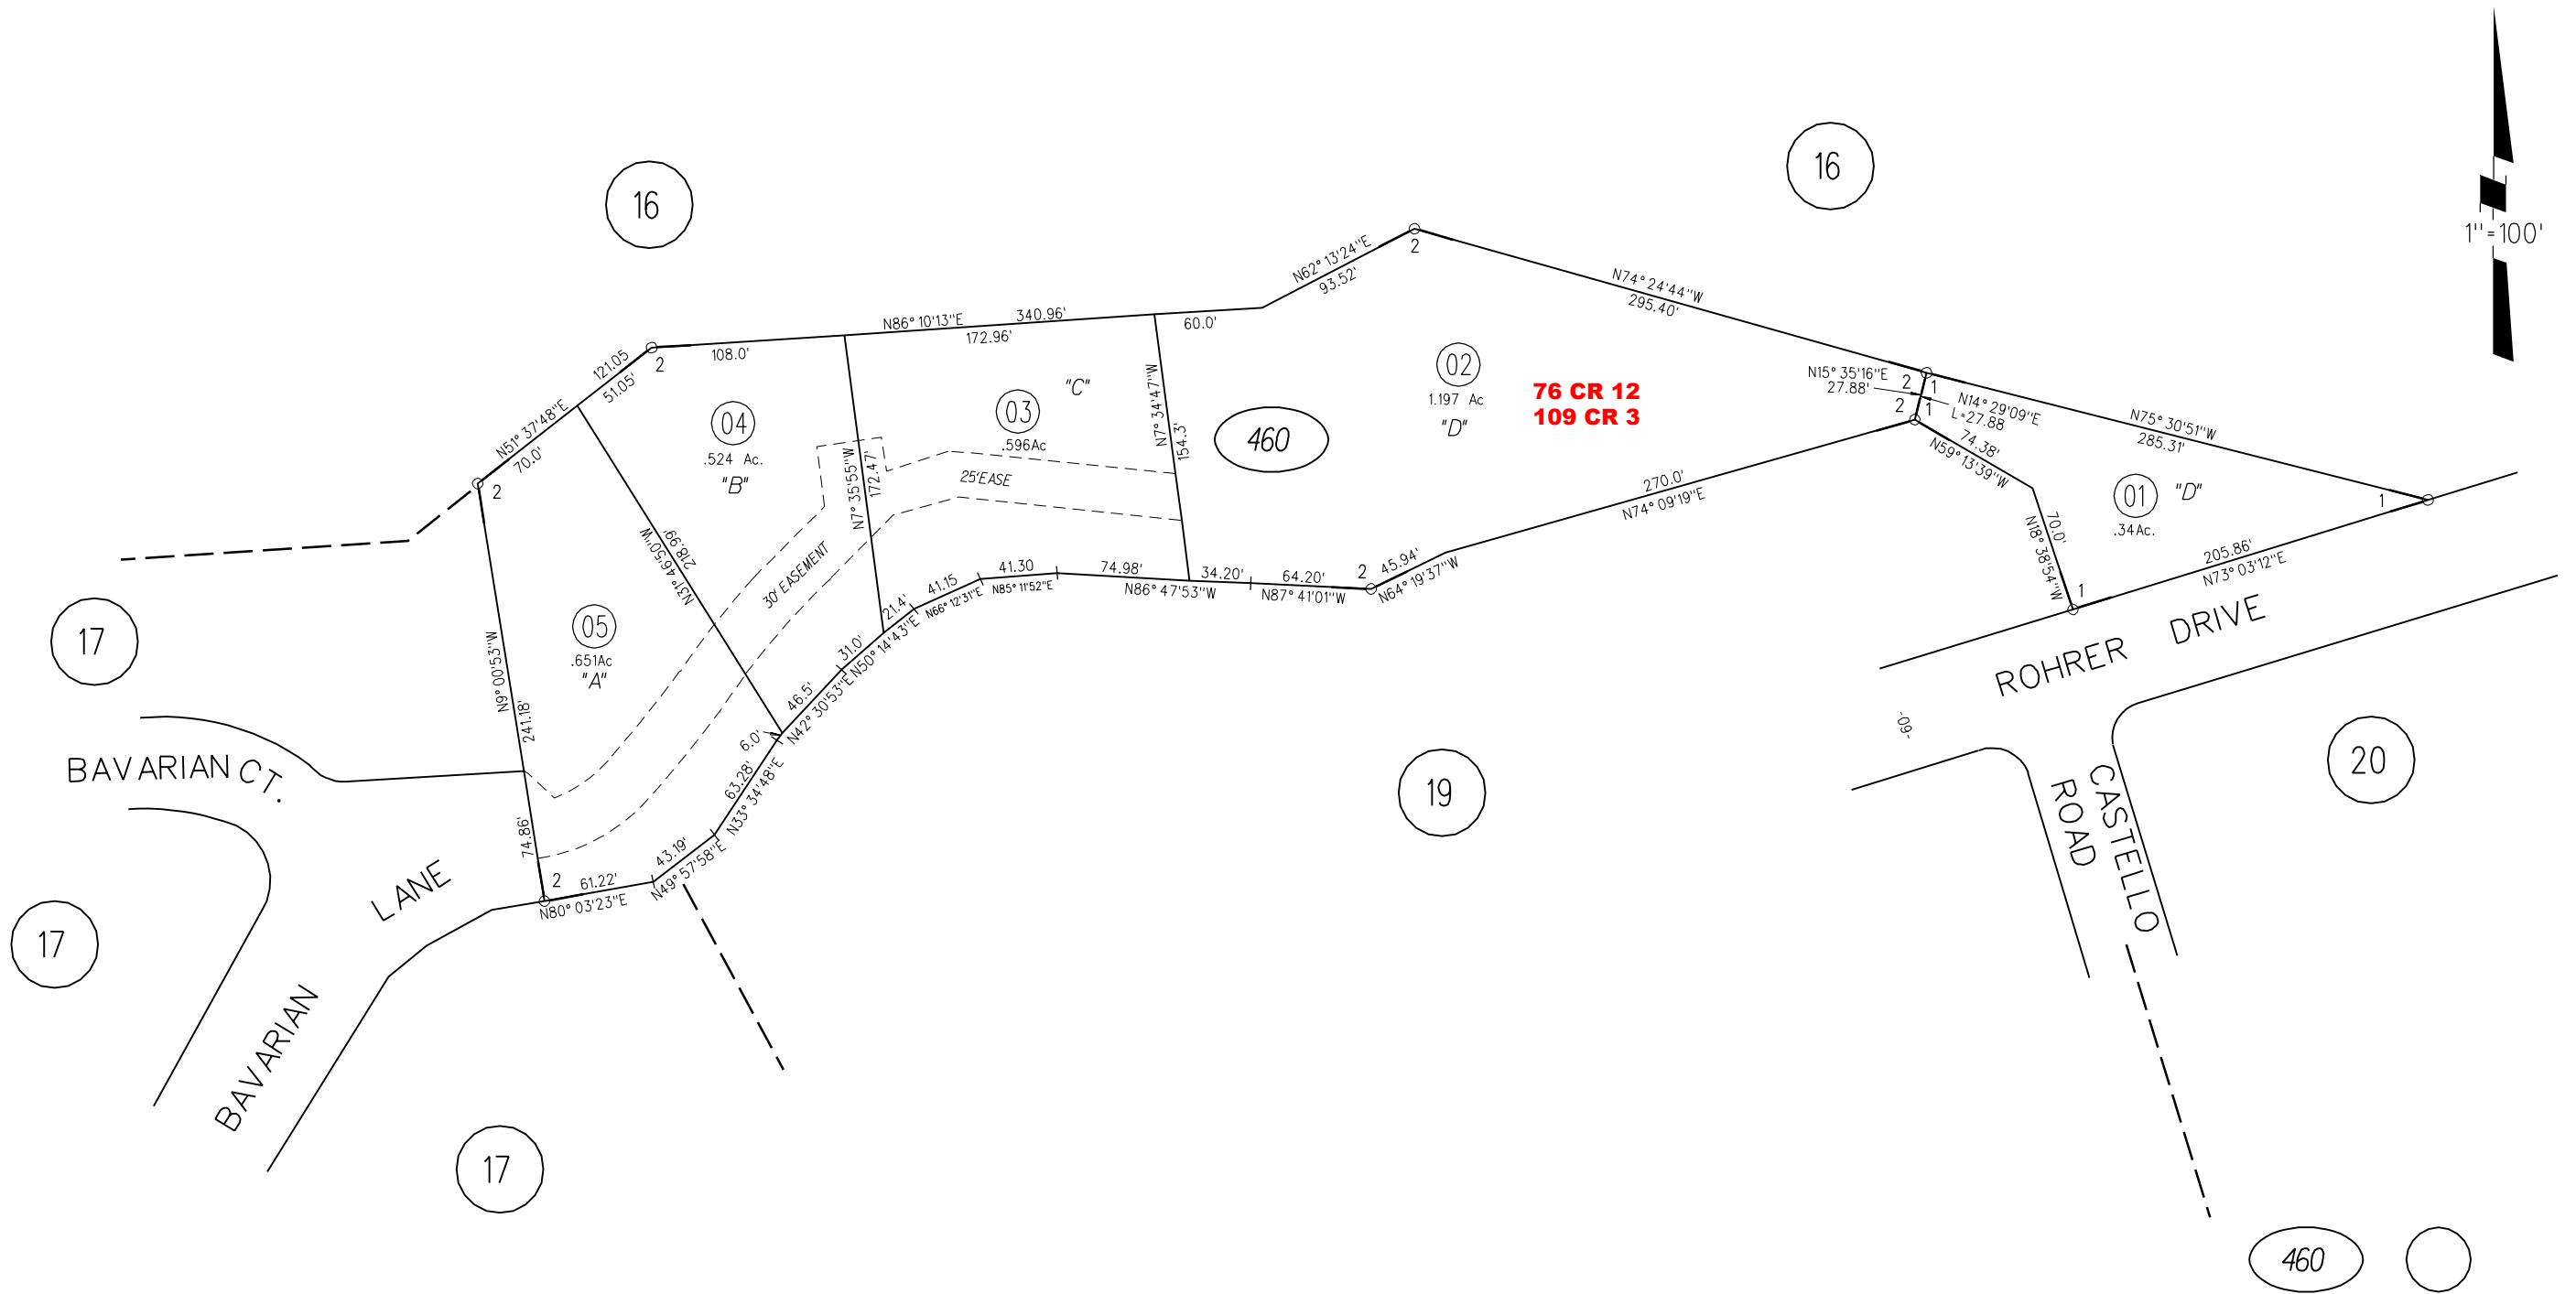 16
16
1"=100'
N62° 13'24"E
93.52'
2
N74° 24'44"W
295.40'
N86° 10'13"E
340.96'
172.96'
60.0'
108.0'
2
121.05
51.05'
N51° 37'48"E
70.0'
2
04
.524 Ac.
"B"
"C"
03
.596Ac
N7° 34'47"W
154.3'
460
02
1.197 Ac
"D"
76 CR 12
109 CR 3
N15° 35'16"E
27.88'
2
1
2
1
N14° 29'09"E
L=27.88
N75° 30'51"W
285.31'
74.38'
N59° 13'39"W
01
"D"
.34Ac.
1
70.0'
N18° 38'54"W
1
205.86'
N73° 03'12"E
N7° 35'55"W
172.47'
25'EASE
30' EASEMENT
N31° 46'50"W
218.99'
270.0'
N74° 09'19"E
45.94'
N64° 19'37"W
2
64.20'
N87° 41'01"W
34.20'
74.98'
N86° 47'53"W
41.30
N85° 11'52"E
41.15
N66° 12'31"E
21.4'
N50° 14'43"E
31.0'
46.5'
N42° 30'53"E
6.0'
63.28'
N33° 34'48"E
43.19'
N49° 57'58"E
61.22'
N80° 03'23"E
2
05
.651Ac
"A"
N9° 00'53"W
241.18'
74.86'
17
BAVARIAN CT.
LANE
BAVARIAN
17
17
19
20
ROHRER DRIVE
-60-
CASTELLO
ROAD
460